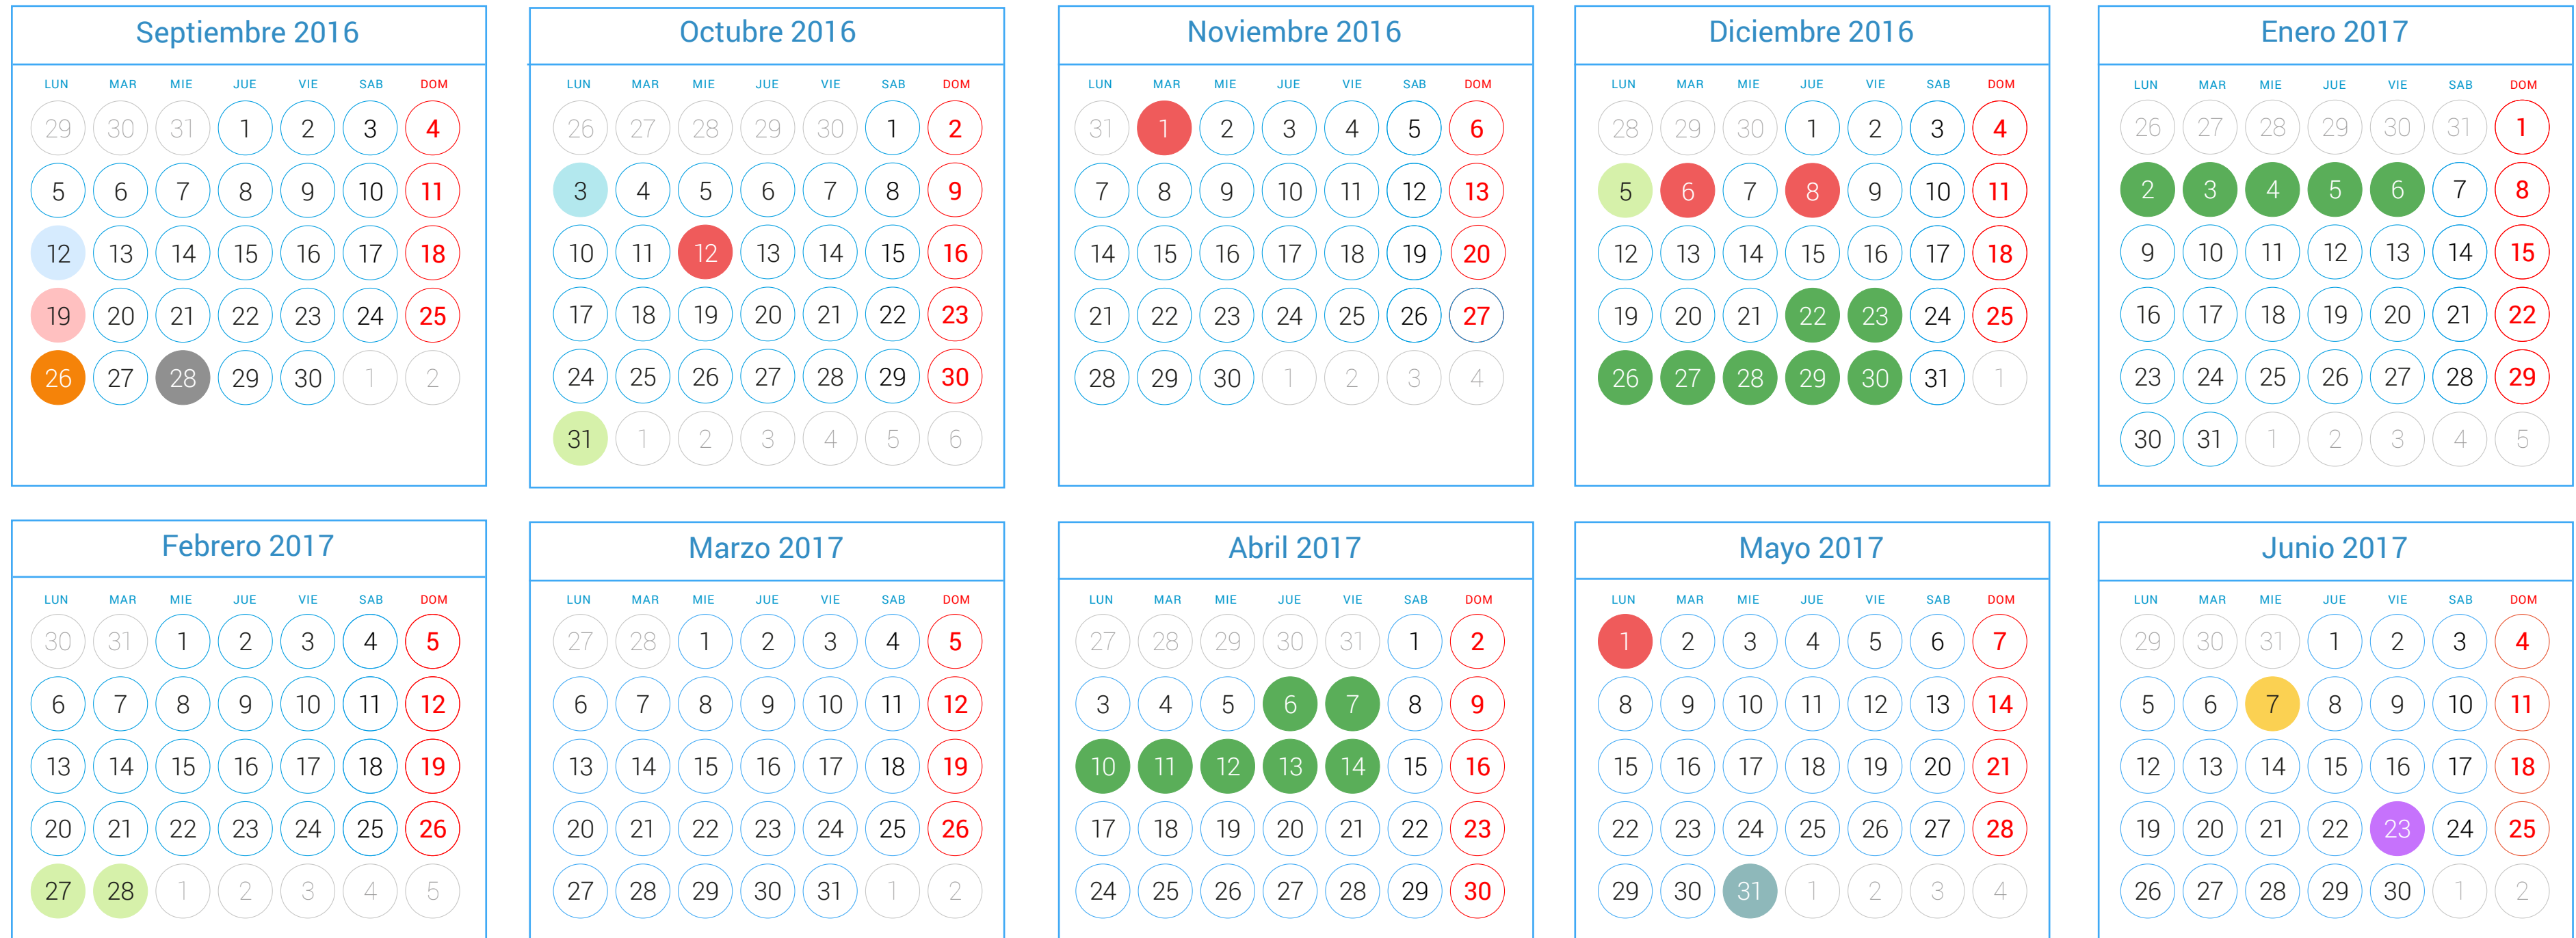 Septiembre 2016
LUN MAR MIE JUE VIE SAB DOM
29 30 31 1 2 3 4
5 6 7 8 9 10 11
12 13 14 15 16 17 18
19 20 21 22 23 24 25
26 27 28 29 30 1 2
Octubre 2016
LUN MAR MIE JUE VIE SAB DOM
26 27 28 29 30 1 2
3 4 5 6 7 8 9
10 11 12 13 14 15 16
17 18 19 20 21 22 23
24 25 26 27 28 29 30
31 1 2 3 4 5 6
Noviembre 2016
LUN MAR MIE JUE VIE SAB DOM
31 1 2 3 4 5 6
7 8 9 10 11 12 13
14 15 16 17 18 19 20
21 22 23 24 25 26 27
28 29 30 1 2 3 4
Diciembre 2016
LUN MAR MIE JUE VIE SAB DOM
28 29 30 1 2 3 4
5 6 7 8 9 10 11
12 13 14 15 16 17 18
19 20 21 22 23 24 25
26 27 28 29 30 31 1
Enero 2017
LUN MAR MIE JUE VIE SAB DOM
26 27 28 29 30 31 1
2 3 4 5 6 7 8
9 10 11 12 13 14 15
16 17 18 19 20 21 22
23 24 25 26 27 28 29
30 31 1 2 3 4 5
Febrero 2017
LUN MAR MIE JUE VIE SAB DOM
30 31 1 2 3 4 5
6 7 8 9 10 11 12
13 14 15 16 17 18 19
20 21 22 23 24 25 26
27 28 1 2 3 4 5
Marzo 2017
LUN MAR MIE JUE VIE SAB DOM
27 28 1 2 3 4 5
6 7 8 9 10 11 12
13 14 15 16 17 18 19
20 21 22 23 24 25 26
27 28 29 30 31 1 2
Abril 2017
LUN MAR MIE JUE VIE SAB DOM
27 28 29 30 31 1 2
3 4 5 6 7 8 9
10 11 12 13 14 15 16
17 18 19 20 21 22 23
24 25 26 27 28 29 30
Mayo 2017
LUN MAR MIE JUE VIE SAB DOM
1 2 3 4 5 6 7
8 9 10 11 12 13 14
15 16 17 18 19 20 21
22 23 24 25 26 27 28
29 30 31 1 2 3 4
Junio 2017
LUN MAR MIE JUE VIE SAB DOM
29 30 31 1 2 3 4
5 6 7 8 9 10 11
12 13 14 15 16 17 18
19 20 21 22 23 24 25
26 27 28 29 30 1 2